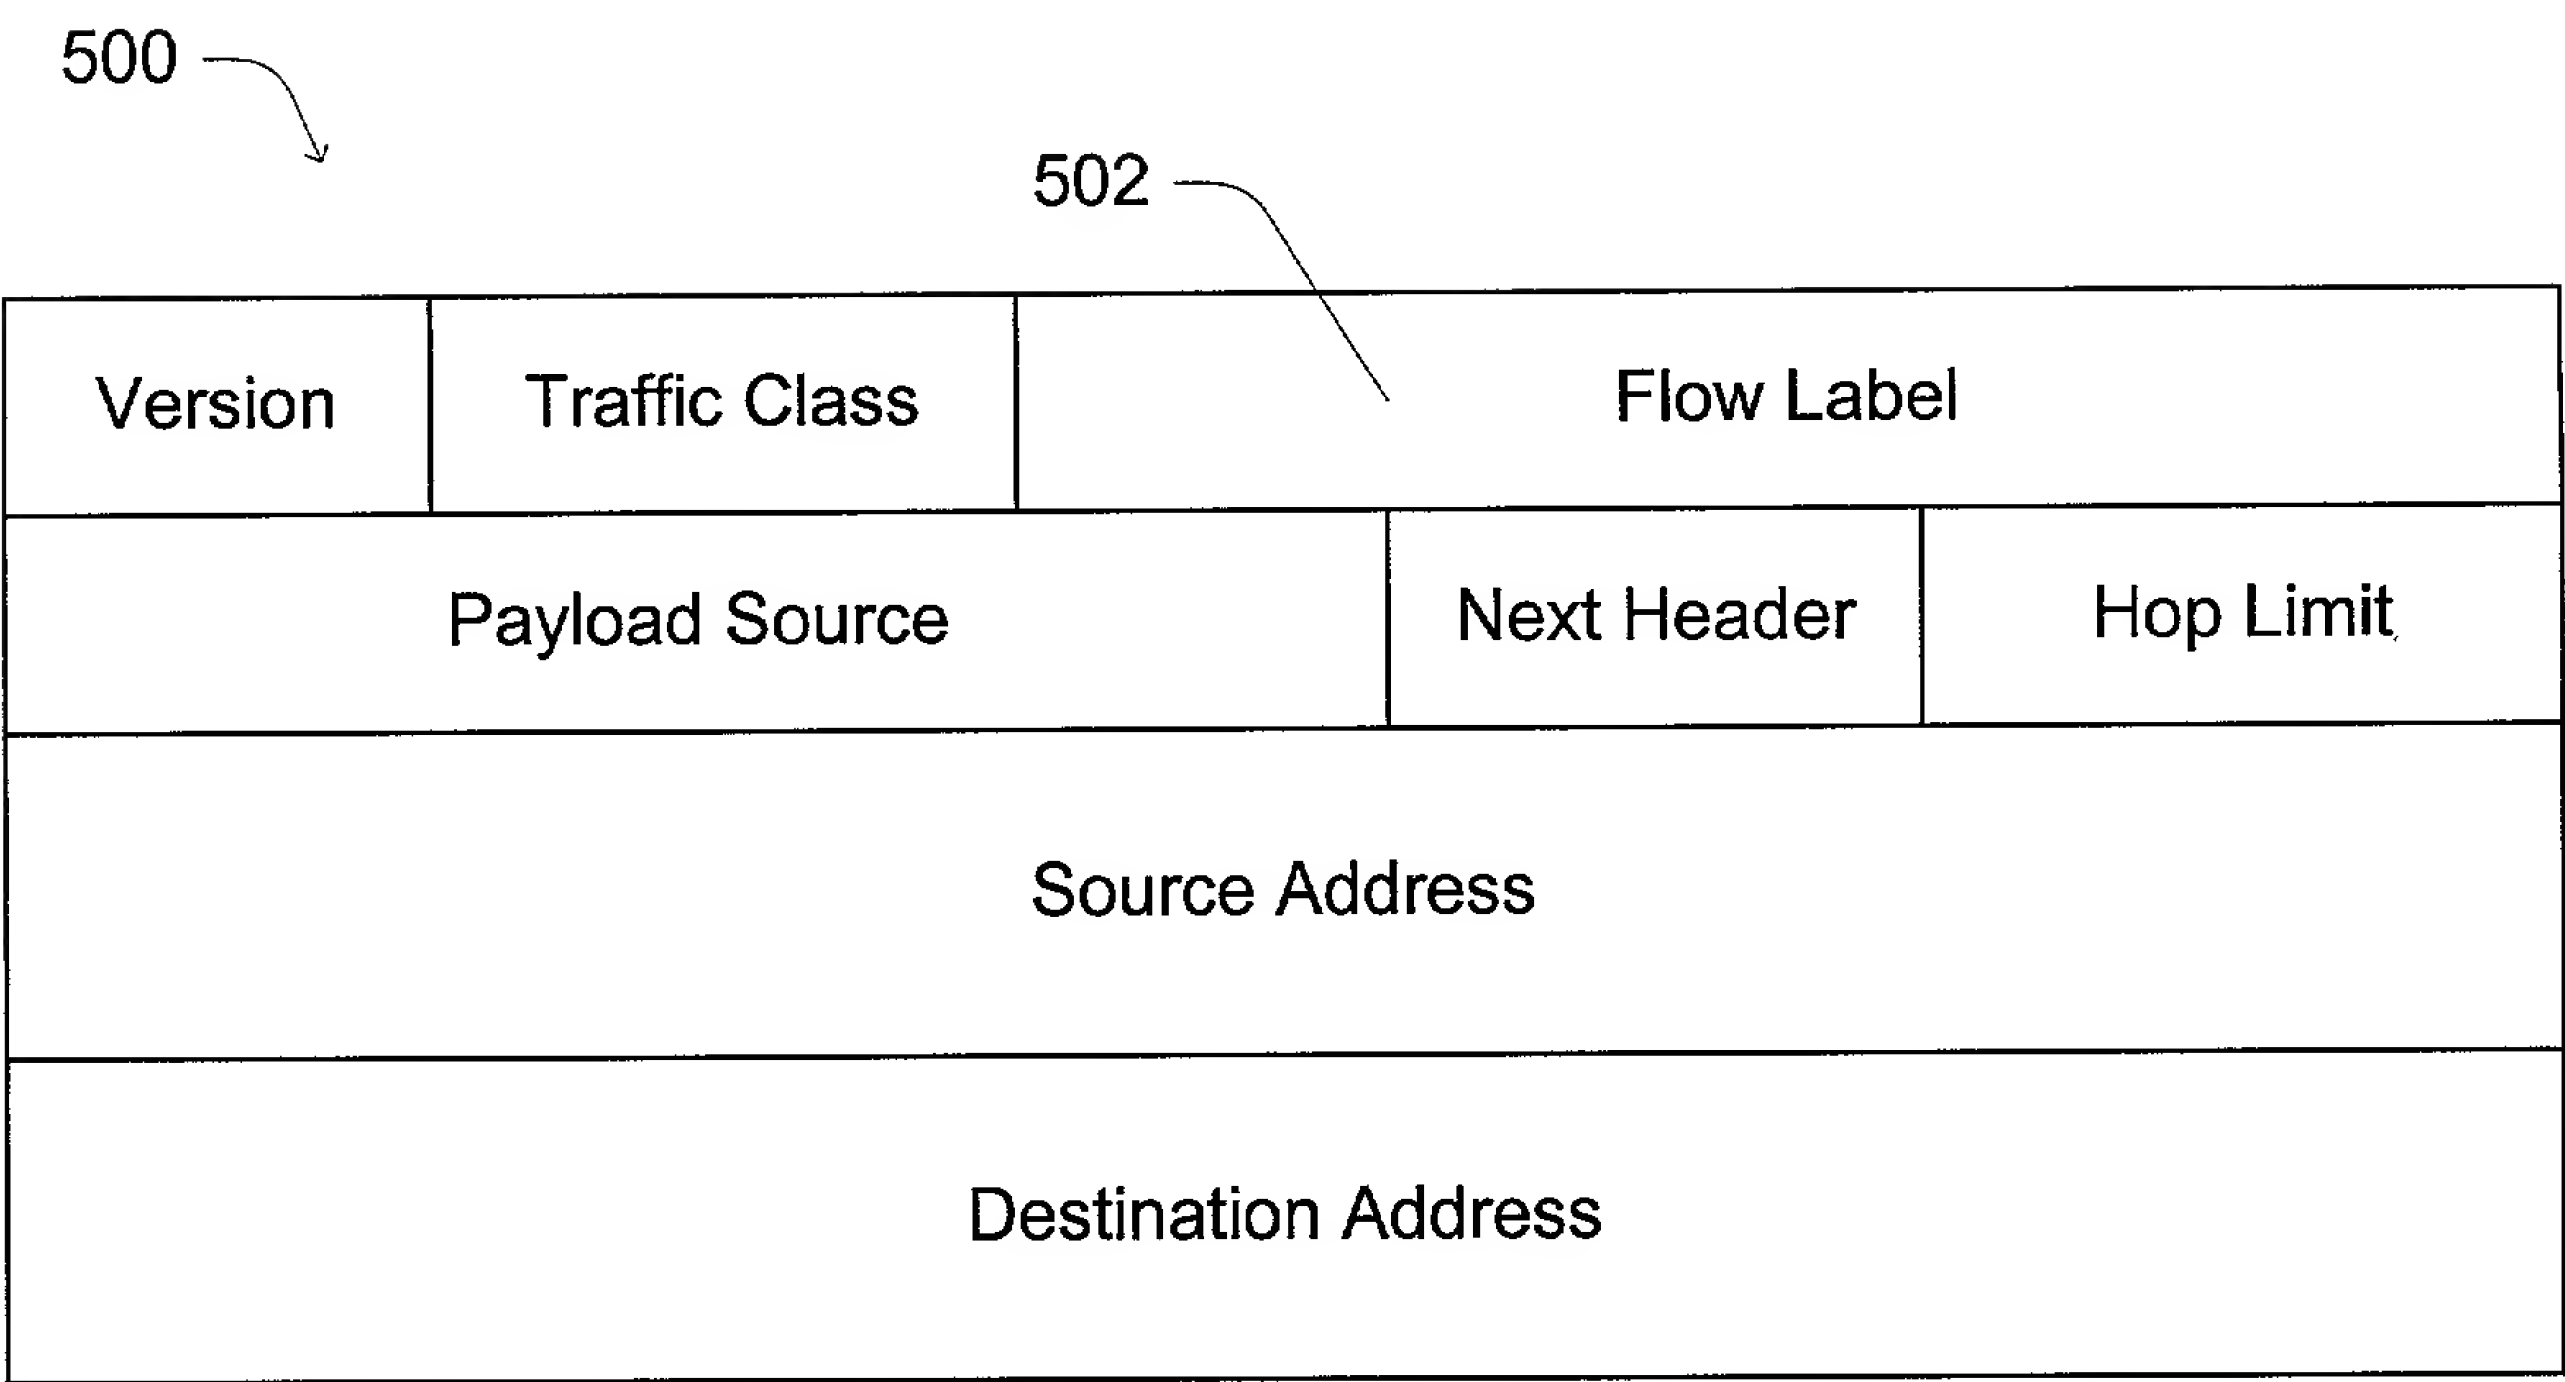 500
502
Version Traffic Class Flow Label
Payload Source Next Header Hop Limit
Source Address
Destination Address